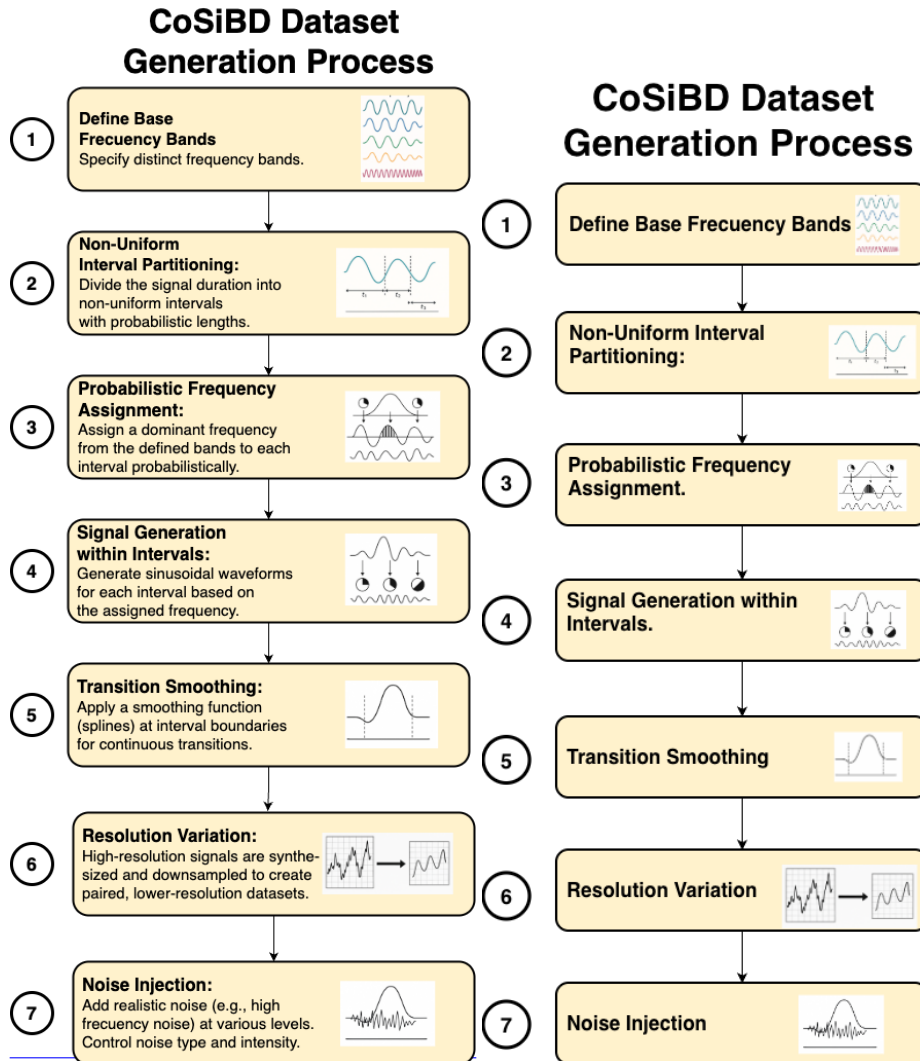 CoSiBD Dataset
Generation Process
1
Define Base
Frecuency Bands
Specify distinct frequency bands.
2
Non-Uniform
Interval Partitioning:
Divide the signal duration into
non-uniform intervals
with probabilistic lengths.
3
Probabilistic Frequency
Assignment:
Assign a dominant frequency
from the defined bands to each
interval probabilistically.
4
Signal Generation
within Intervals:
Generate sinusoidal waveforms
for each interval based on
the assigned frequency.
5
Transition Smoothing:
Apply a smoothing function
(splines) at interval boundaries
for continuous transitions.
6
Resolution Variation:
High-resolution signals are synthe-
sized and downsampled to create
paired, lower-resolution datasets.
7
Noise Injection:
Add realistic noise (e.g., high
frecuency noise) at various levels.
Control noise type and intensity.
CoSiBD Dataset
Generation Process
1
Define Base Frecuency Bands
2
Non-Uniform Interval
Partitioning:
3
Probabilistic Frequency
Assignment.
4
Signal Generation within
Intervals.
5
Transition Smoothing
6
Resolution Variation
7
Noise Injection